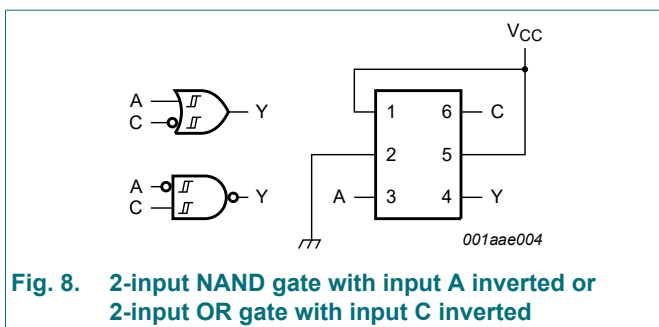 VCC
A
C
Y
A
C
Y
1
6
C
2
5
A
3
4
Y
001aae004
Fig. 8. 2-input NAND gate with input A inverted or
2-input OR gate with input C inverted